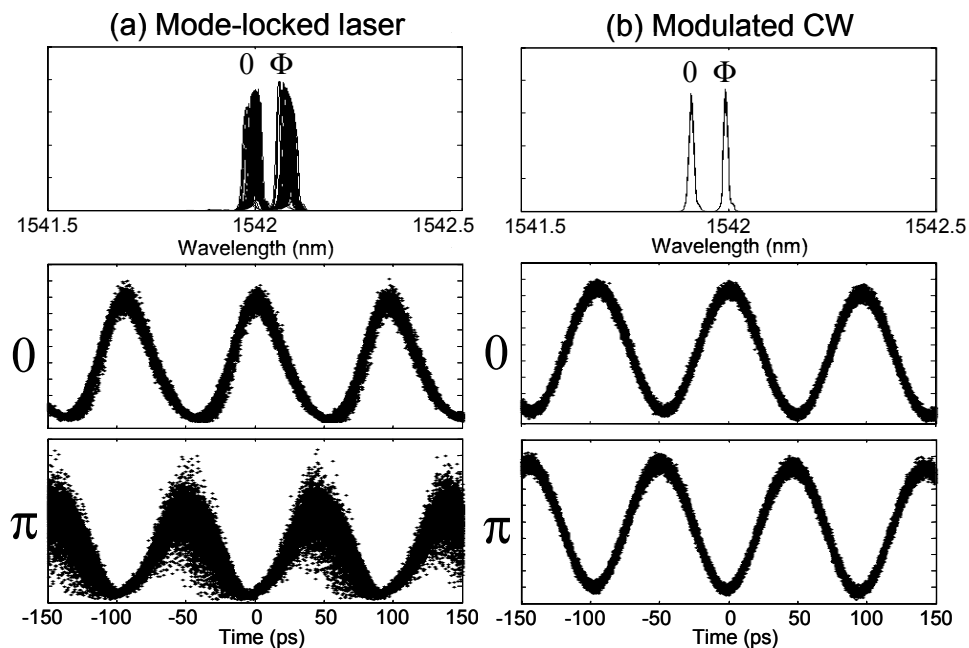 (a) Mode-locked laser
(b) Modulated CW
0 Φ
0 Φ
1541.5 1542 1542.5
1541.5 1542 1542.5
Wavelength (nm)
Wavelength (nm)
0
0
π
π
-150 -100 -50 0 50 100 150
-150 -100 -50 0 50 100 150
Time (ps)
Time (ps)